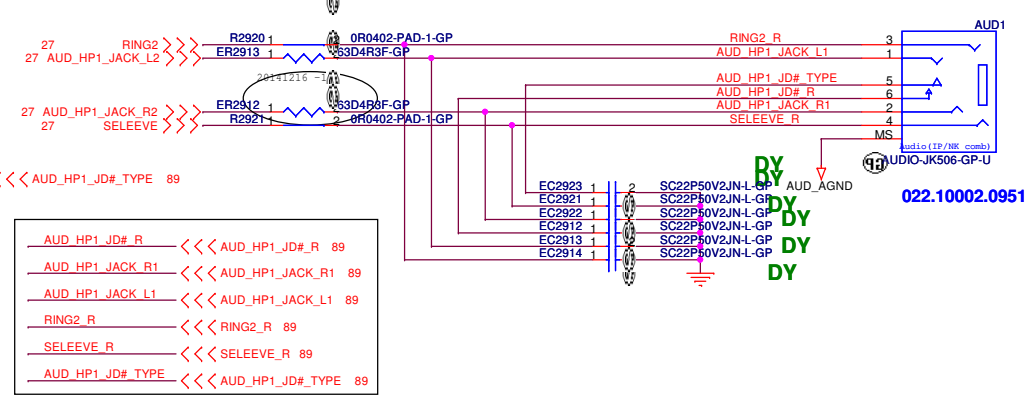 AUD1
27 RING2 R2920 1 2 0R0402-PAD-1-GP RING2_R 3
27 AUD_HP1_JACK_L2 ER2913 1 63D4R3F-GP AUD_HP1_JACK_L1 1
20141216 -1
AUD_HP1_JD#_TYPE 5
AUD_HP1_JD#_R 6
27 AUD_HP1_JACK_R2 ER2912 1 63D4R3F-GP AUD_HP1_JACK_R1 2
27 SELEEVE R2921 1 2 0R0402-PAD-1-GP SELEEVE_R 4
MS
Audio(IP/NK comb)
AUDIO-JK506-GP-U
AUD_HP1_JD#_TYPE 89
AUD_AGND
022.10002.0951
EC2923 1 2 SC22P50V2JN-L-GP DY
EC2921 1 SC22P50V2JN-L-GP DY
EC2922 1 SC22P50V2JN-L-GP DY
EC2912 1 SC22P50V2JN-L-GP DY
EC2913 1 SC22P50V2JN-L-GP DY
EC2914 1 SC22P50V2JN-L-GP DY
AUD_HP1_JD#_R AUD_HP1_JD#_R 89
AUD_HP1_JACK_R1 AUD_HP1_JACK_R1 89
AUD_HP1_JACK_L1 AUD_HP1_JACK_L1 89
RING2_R RING2_R 89
SELEEVE_R SELEEVE_R 89
AUD_HP1_JD#_TYPE AUD_HP1_JD#_TYPE 89